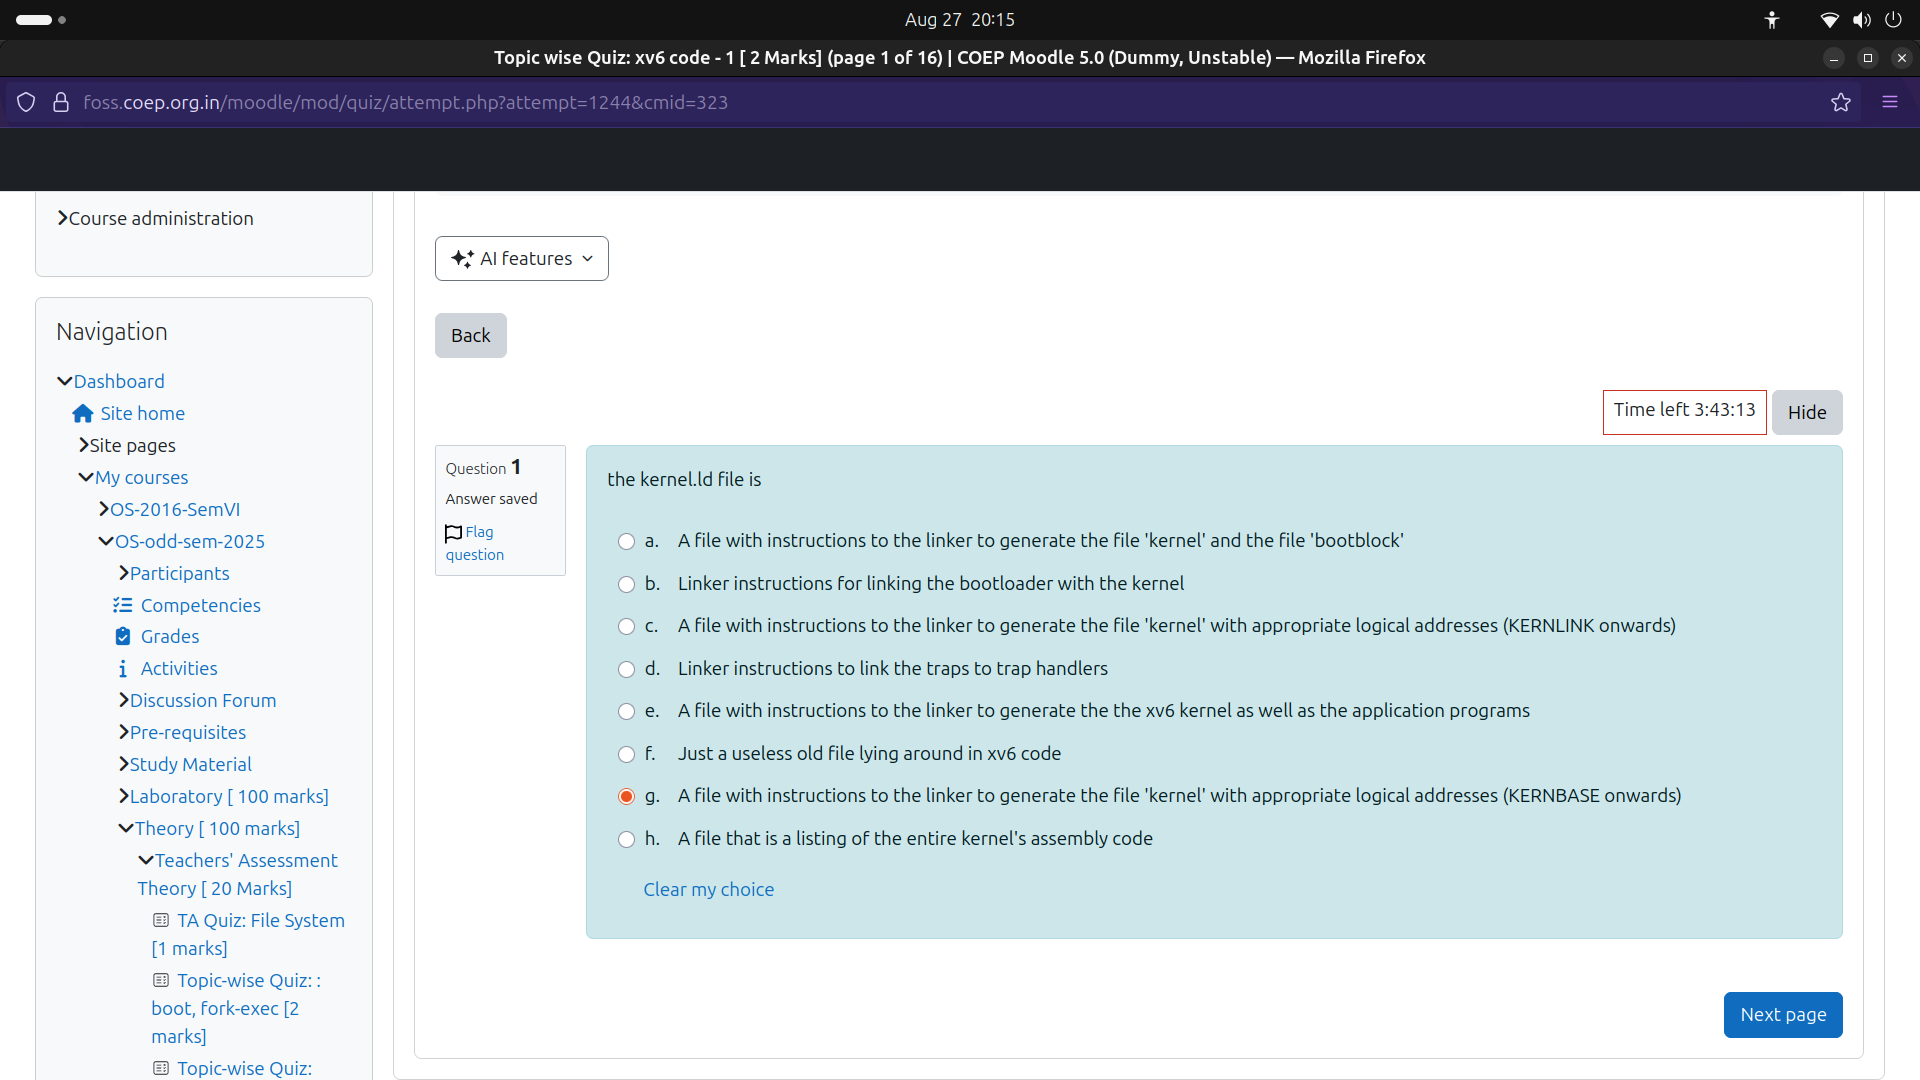 Aug 27 20:15
Topic wise Quiz: xv6 code - 1 [ 2 Marks] (page 1 of 16) | COEP Moodle 5.0 (Dummy, Unstable) — Mozilla Firefox
foss.coep.org.in/moodle/mod/quiz/attempt.php?attempt=1244&cmid=323
Course administration
Navigation
Dashboard
Site home
Site pages
My courses
OS-2016-SemVI
OS-odd-sem-2025
Participants
Competencies
Grades
Activities
Discussion Forum
Pre-requisites
Study Material
Laboratory [ 100 marks]
Theory [ 100 marks]
Teachers' Assessment
Theory [ 20 Marks]
TA Quiz: File System
[1 marks]
Topic-wise Quiz: :
boot, fork-exec [2
marks]
Topic-wise Quiz:
AI features
Back
Time left 3:43:13
Hide
Question 1
Answer saved
Flag
question
the kernel.ld file is
a. A file with instructions to the linker to generate the file 'kernel' and the file 'bootblock'
b. Linker instructions for linking the bootloader with the kernel
c. A file with instructions to the linker to generate the file 'kernel' with appropriate logical addresses (KERNLINK onwards)
d. Linker instructions to link the traps to trap handlers
e. A file with instructions to the linker to generate the the xv6 kernel as well as the application programs
f. Just a useless old file lying around in xv6 code
g. A file with instructions to the linker to generate the file 'kernel' with appropriate logical addresses (KERNBASE onwards)
h. A file that is a listing of the entire kernel's assembly code
Clear my choice
Next page